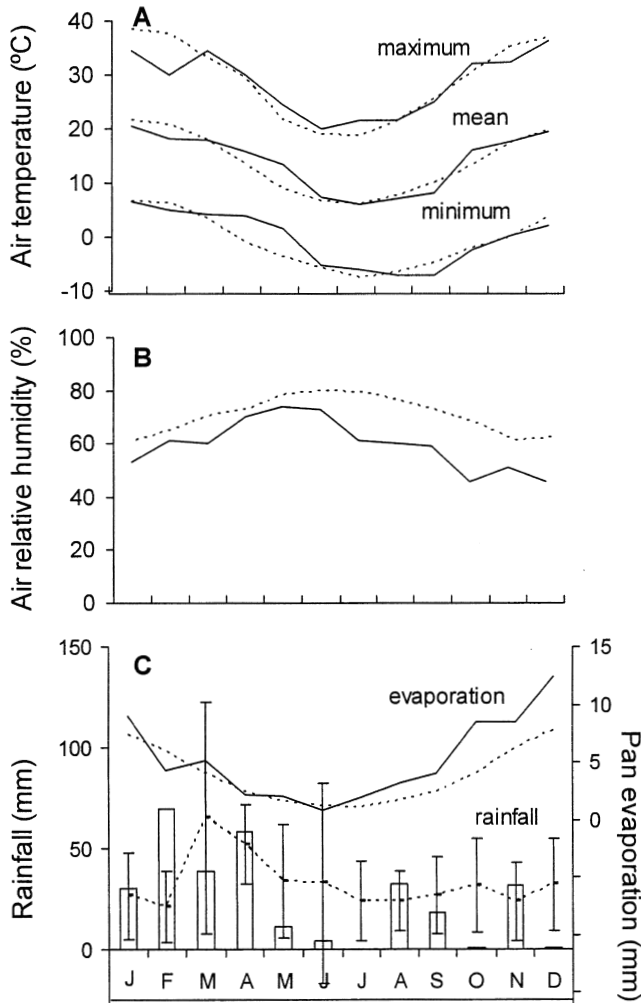 A
Air temperature (ºC)
40
30
20
10
0
-10
maximum
mean
minimum
B
Air relative humidity (%)
100
80
60
40
20
0
C
Rainfall (mm)
150
100
50
0
evaporation
rainfall
15
10
5
0
Pan evaporation (mm)
J F M A M J J A S O N D